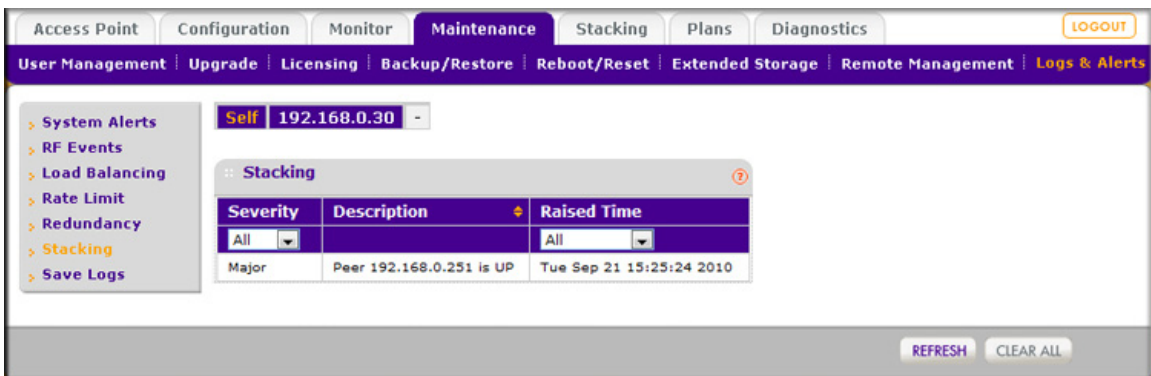 Access Point Configuration Monitor Maintenance Stacking Plans Diagnostics LOGOUT
User Management Upgrade Licensing Backup/Restore Reboot/Reset Extended Storage Remote Management Logs & Alerts
System Alerts
RF Events
Load Balancing
Rate Limit
Redundancy
Stacking
Save Logs
Self 192.168.0.30 -
Stacking ?
Severity Description Raised Time
All All
Major Peer 192.168.0.251 is UP Tue Sep 21 15:25:24 2010
REFRESH CLEAR ALL